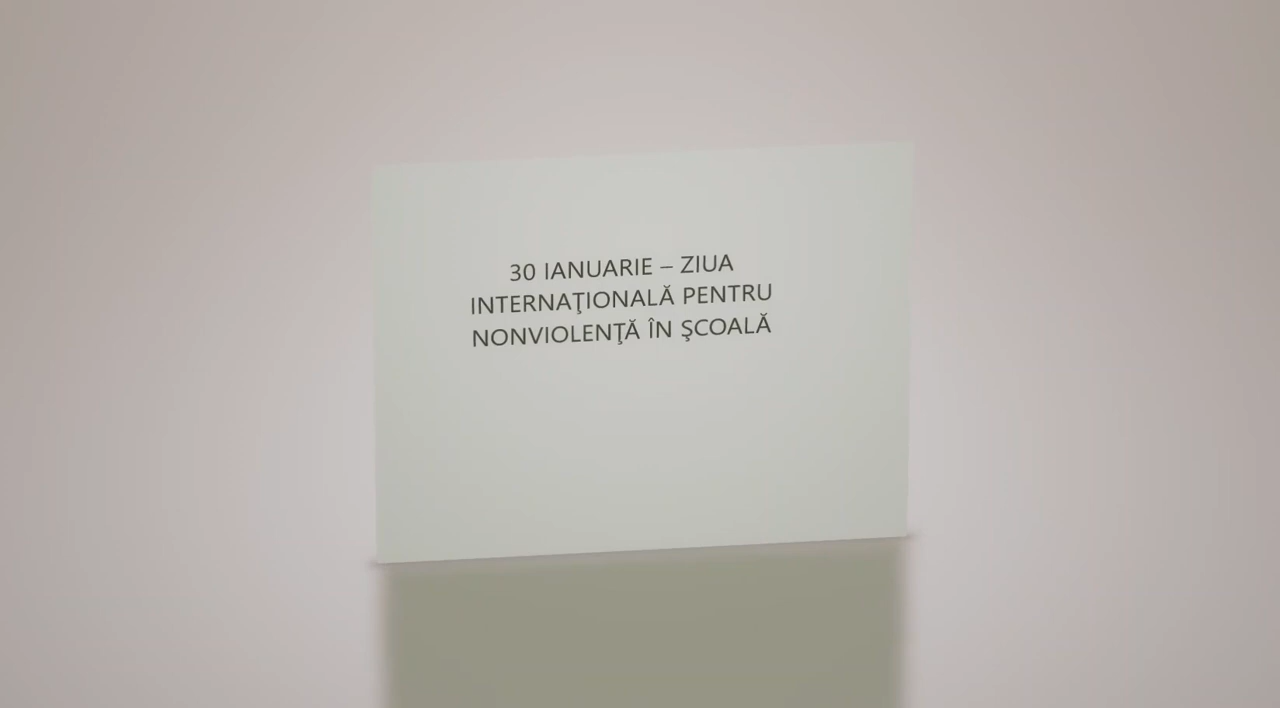 30 IANUARIE – ZIUA
INTERNAŢIONALĂ PENTRU
NONVIOLENŢĂ ÎN ŞCOALĂ